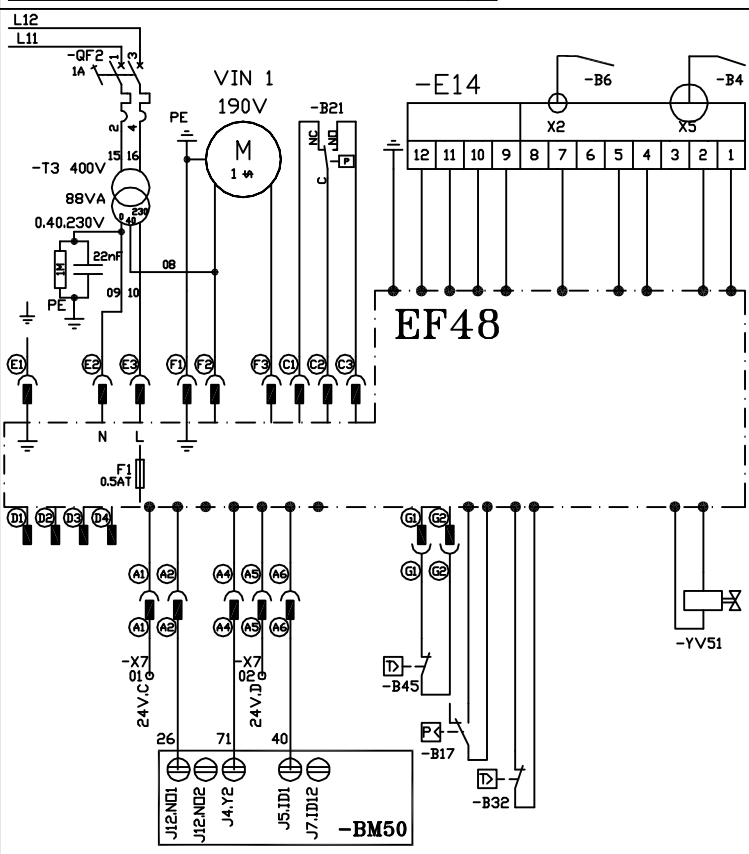 L12
L11
-QF2
1
3
1A
2
4
VIN 1
190V
-B21
-E14
-B6
-B4
X2
X5
PE
NC
NO
C
P
M
1 ~
15
16
-T3 400V
88VA
0.40.230V
0
40
230
12 11 10 9 8 7 6 5 4 3 2 1
22nF
1M
08
PE
09
10
EF48
E1 E2 E3 F1 F2 F3 C1 C2 C3
N
L
F1
0.5AT
D1 D2 D3 D4
G1 G2
A1 A2 A4 A5 A6
G1 G2
A1 A2 A4 A5 A6
-X7
01
24V.C
-X7
02
24V.D
T>
-B45
-YV51
P<
-B17
T>
-B32
26
71
40
J12.NO1
J12.NO2
J4.Y2
J5.ID1
J7.ID12
-BM50